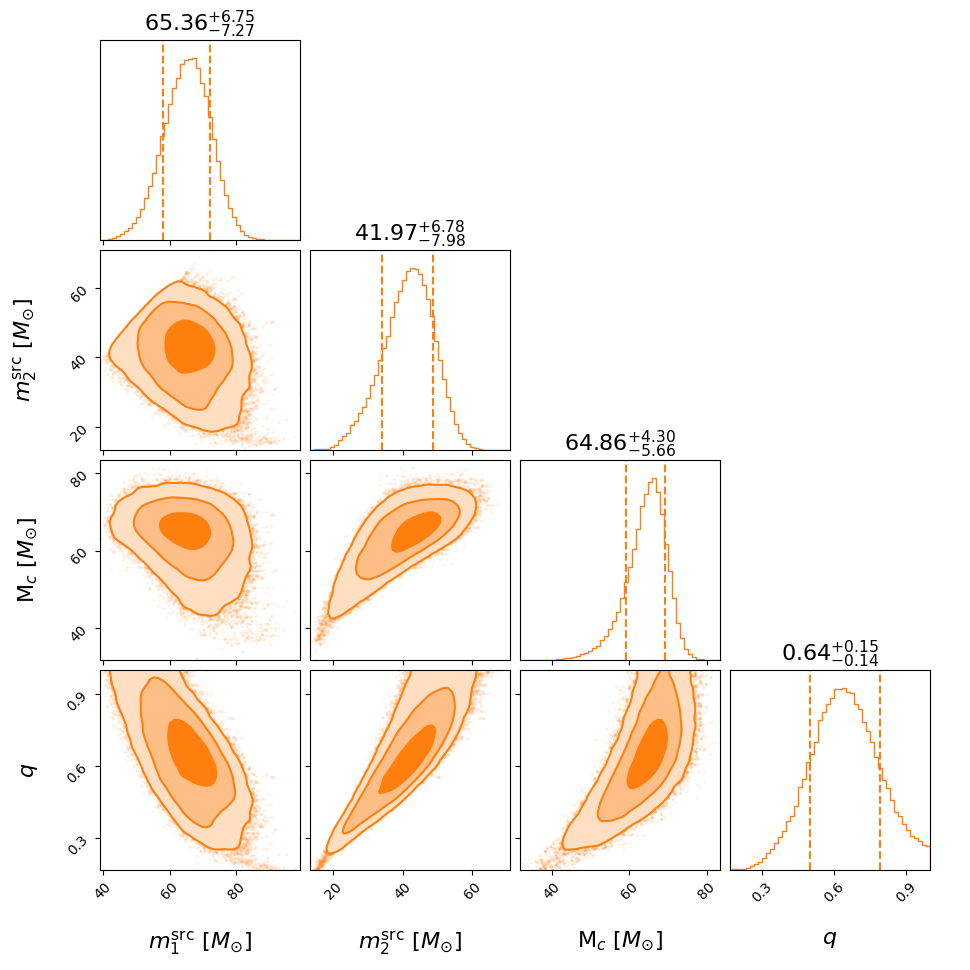 65.36^{+6.75}_{-7.27}
41.97^{+6.78}_{-7.98}
60
40
20
m_2^{src} [M_⊙]
64.86^{+4.30}_{-5.66}
80
60
40
M_c [M_⊙]
0.64^{+0.15}_{-0.14}
0.9
0.6
0.3
q
40 60 80 20 40 60 40 60 80 0.3 0.6 0.9
m_1^{src} [M_⊙] m_2^{src} [M_⊙] M_c [M_⊙] q